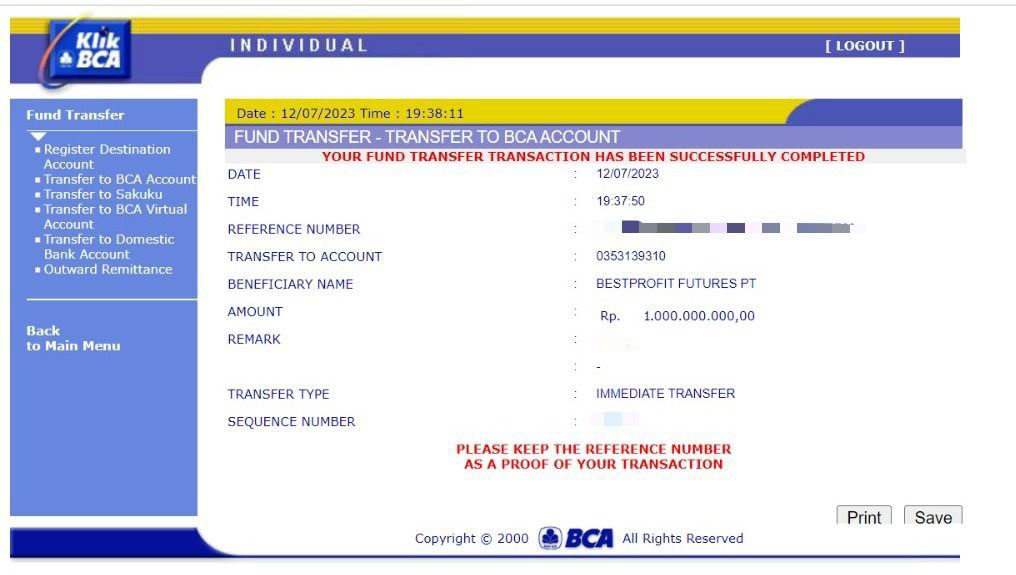 Klik
BCA
INDIVIDUAL
[ LOGOUT ]
Fund Transfer
Register Destination
Account
Transfer to BCA Account
Transfer to Sakuku
Transfer to BCA Virtual
Account
Transfer to Domestic
Bank Account
Outward Remittance
Back
to Main Menu
Date : 12/07/2023 Time : 19:38:11
FUND TRANSFER - TRANSFER TO BCA ACCOUNT
YOUR FUND TRANSFER TRANSACTION HAS BEEN SUCCESSFULLY COMPLETED
DATE : 12/07/2023
TIME : 19:37:50
REFERENCE NUMBER :
TRANSFER TO ACCOUNT : 0353139310
BENEFICIARY NAME : BESTPROFIT FUTURES PT
AMOUNT : Rp. 1.000.000.000,00
REMARK :
: -
TRANSFER TYPE : IMMEDIATE TRANSFER
SEQUENCE NUMBER :
PLEASE KEEP THE REFERENCE NUMBER
AS A PROOF OF YOUR TRANSACTION
Print Save
Copyright © 2000 BCA All Rights Reserved